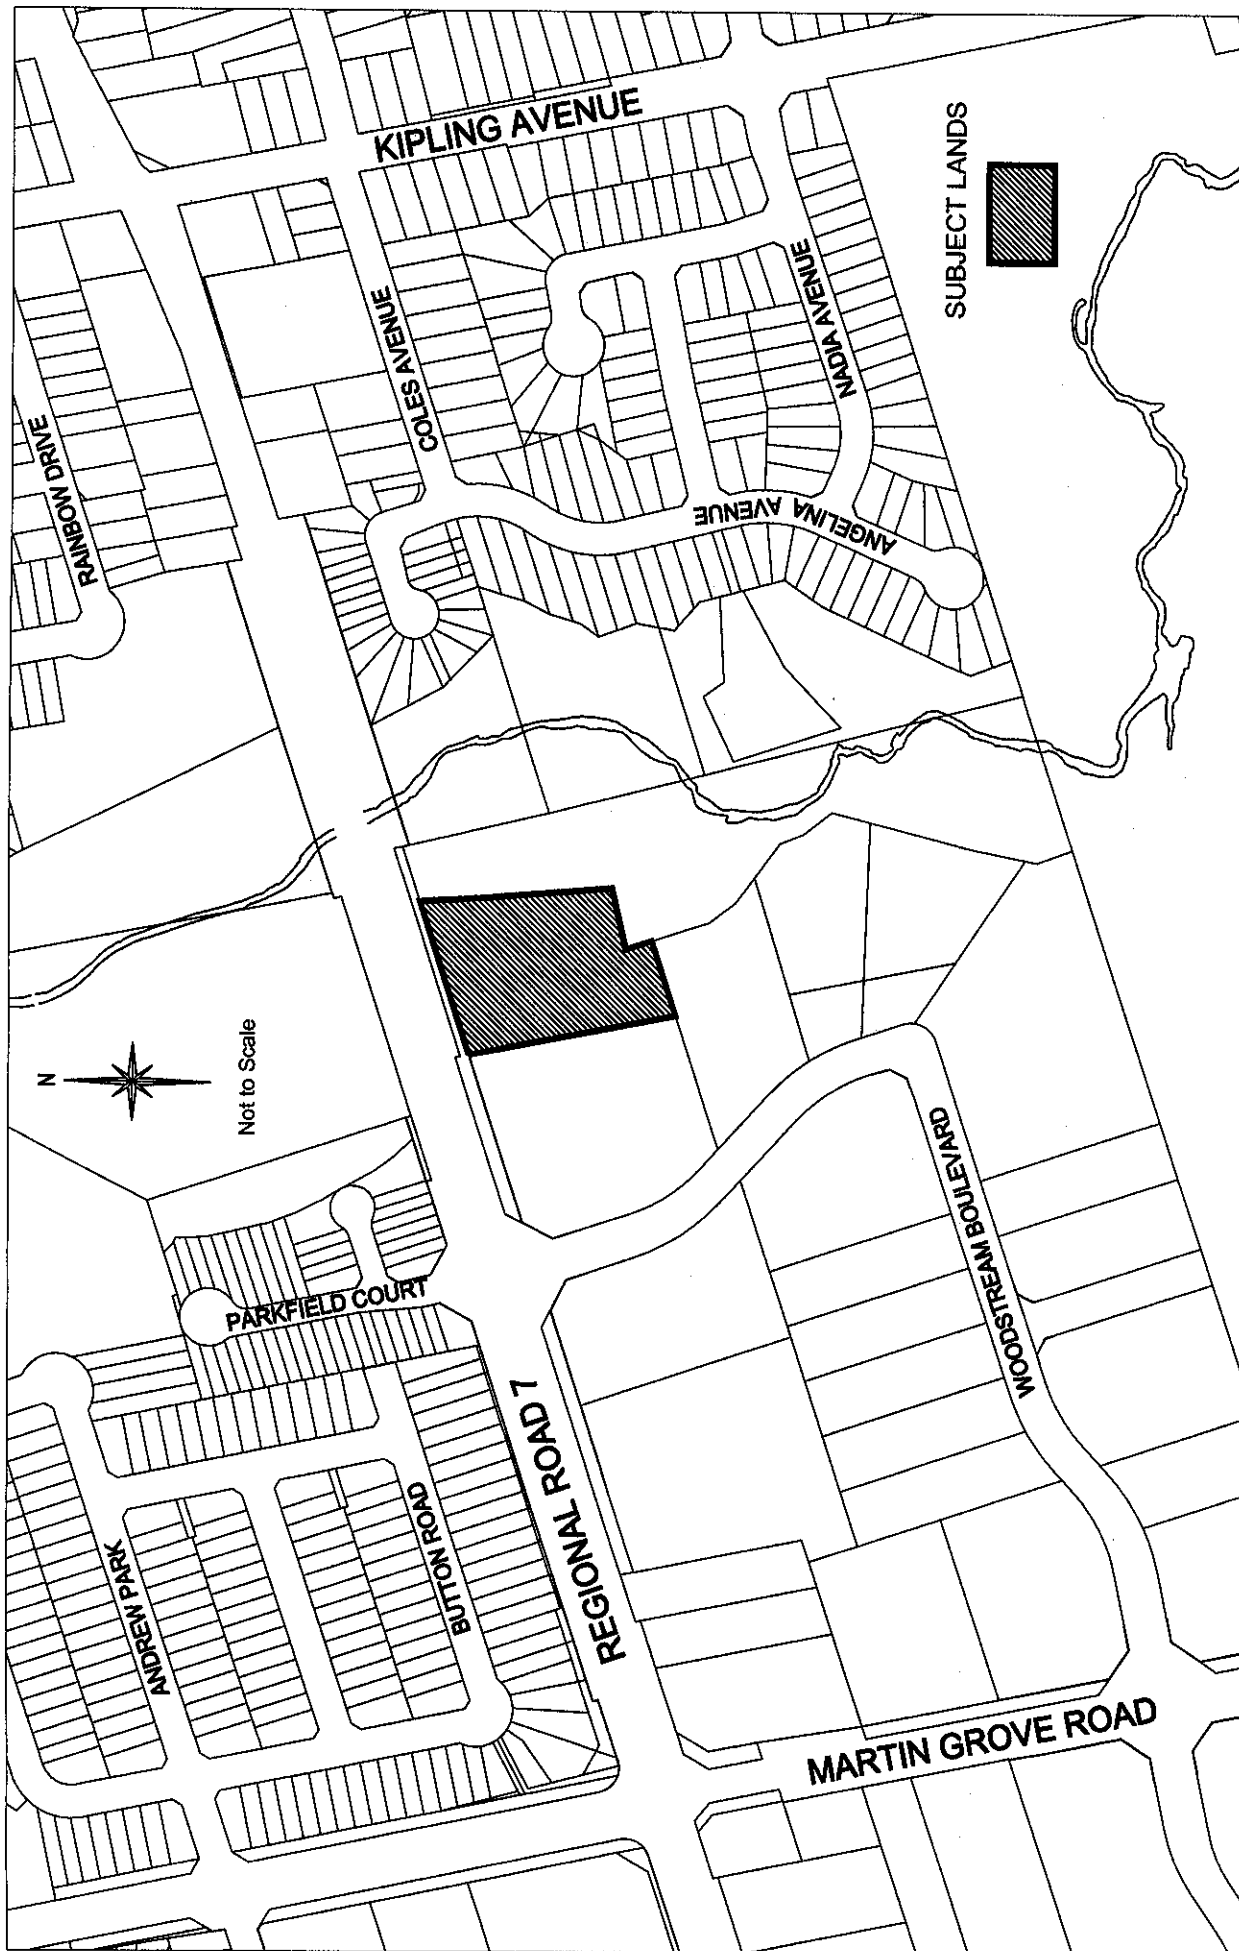 RAINBOW DRIVE
KIPLING AVENUE
COLES AVENUE
NADIA AVENUE
ANGELINA AVENUE
SUBJECT LANDS
N
Not to Scale
PARKFIELD COURT
WOODSTREAM BOULEVARD
REGIONAL ROAD 7
BUTTON ROAD
ANDREW PARK
MARTIN GROVE ROAD